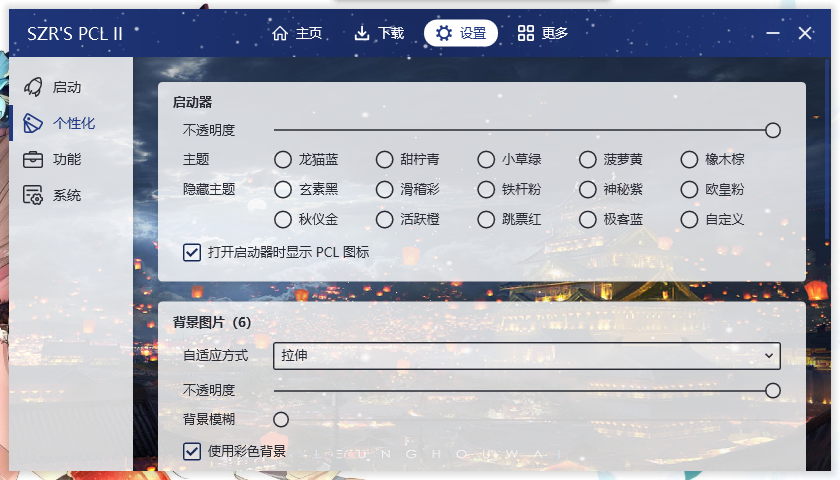 SZR'S PCL II 主页 下载 设置 更多
启动
个性化
功能
系统
启动器
不透明度
主题 龙猫蓝 甜柠青 小草绿 菠萝黄 橡木棕
隐藏主题 玄素黑 滑稽彩 铁杆粉 神秘紫 欧皇粉
秋仪金 活跃橙 跳票红 极客蓝 自定义
打开启动器时显示 PCL 图标
背景图片（6）
自适应方式 拉伸
不透明度
背景模糊
使用彩色背景
LEUNGHOUWAI